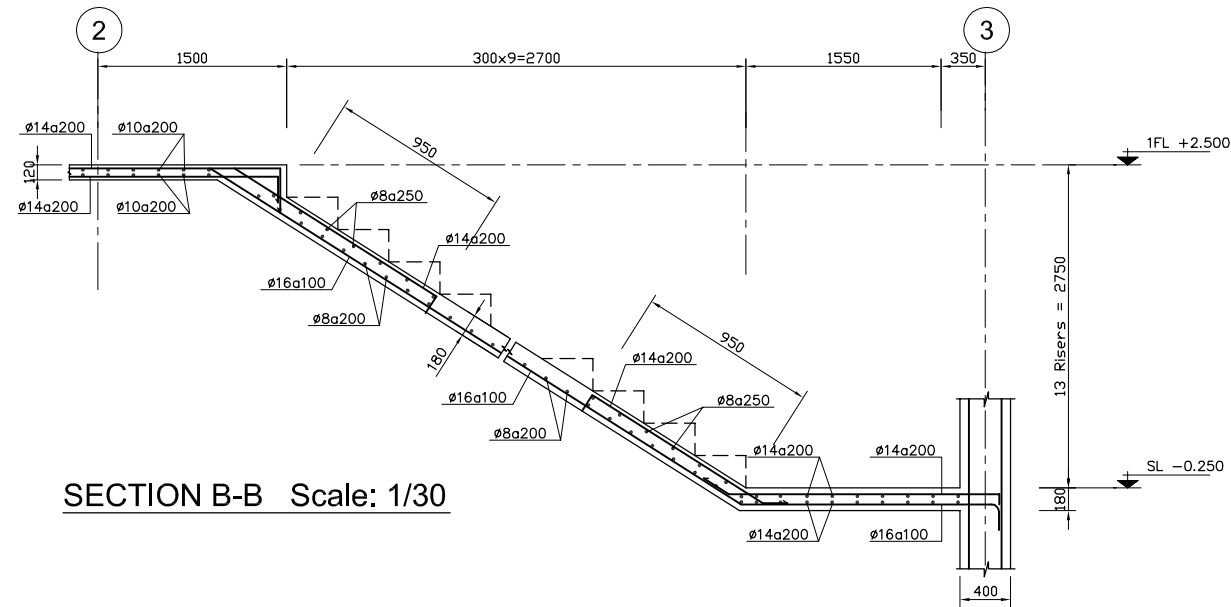 2
3
1500
300x9=2700
1550
350
ø14a200
ø10a200
950
1FL +2.500
120
ø14a200
ø10a200
ø8a250
ø14a200
ø16a100
ø8a200
180
950
ø14a200
ø16a100
ø8a250
ø8a200
13 Risers = 2750
ø14a200
ø14a200
SL -0.250
180
SECTION B-B Scale: 1/30
ø14a200
ø16a100
400